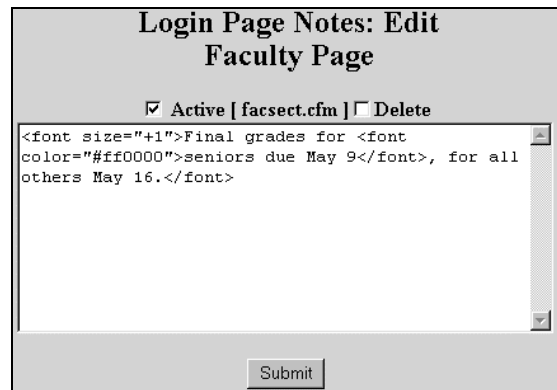 Login Page Notes: Edit
Faculty Page
Active [ facsect.cfm ] Delete
<font size="+1">Final grades for <font
color="#ff0000">seniors due May 9</font>, for all
others May 16.</font>
Submit